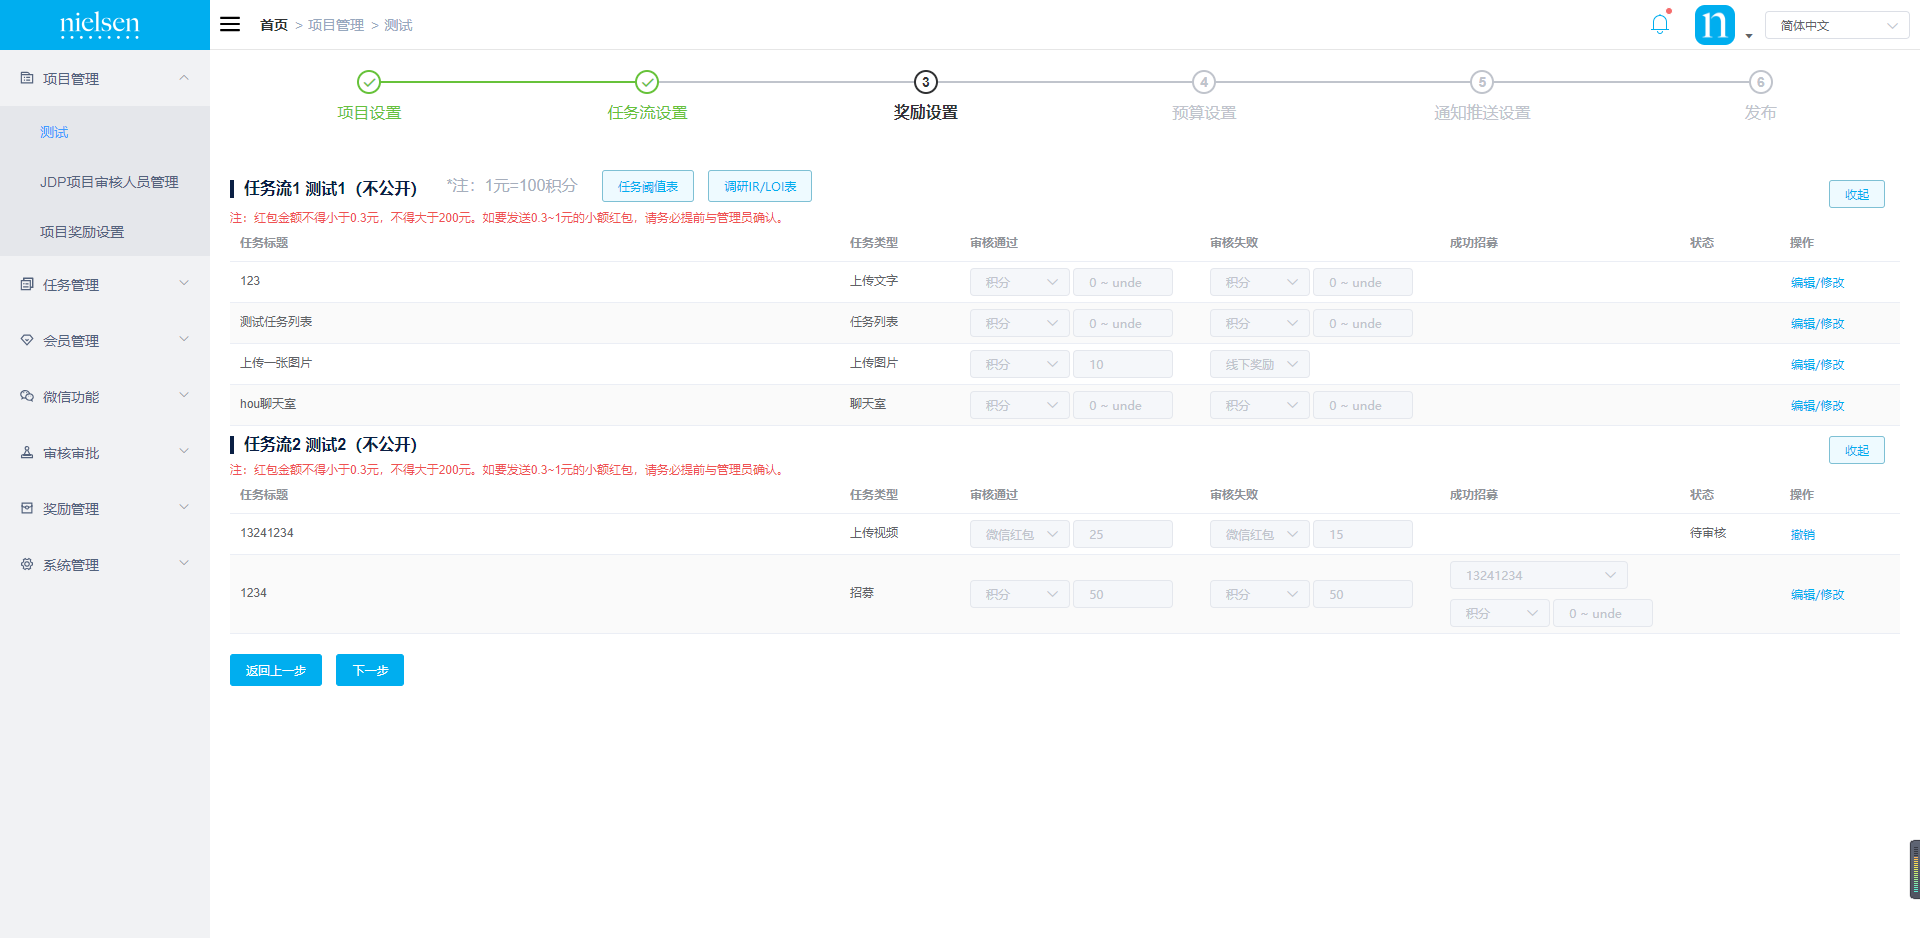 nielsen
首页 > 项目管理 > 测试
n
简体中文
项目管理
测试
JDP项目审核人员管理
项目奖励设置
任务管理
会员管理
微信功能
审核审批
奖励管理
系统管理
项目设置
任务流设置
3
奖励设置
4
预算设置
5
通知推送设置
6
发布
任务流1 测试1（不公开） *注：1元=100积分 任务阈值表 调研IR/LOI表 收起
注：红包金额不得小于0.3元，不得大于200元。如要发送0.3~1元的小额红包，请务必提前与管理员确认。
任务标题 任务类型 审核通过 审核失败 成功招募 状态 操作
123 上传文字 积分 0 ~ unde 积分 0 ~ unde 编辑/修改
测试任务列表 任务列表 积分 0 ~ unde 积分 0 ~ unde 编辑/修改
上传一张图片 上传图片 积分 10 线下奖励 编辑/修改
hou聊天室 聊天室 积分 0 ~ unde 积分 0 ~ unde 编辑/修改
任务流2 测试2（不公开） 收起
注：红包金额不得小于0.3元，不得大于200元。如要发送0.3~1元的小额红包，请务必提前与管理员确认。
任务标题 任务类型 审核通过 审核失败 成功招募 状态 操作
13241234 上传视频 微信红包 25 微信红包 15 待审核 撤销
1234 招募 积分 50 积分 50 13241234 编辑/修改
积分 0 ~ unde
返回上一步 下一步